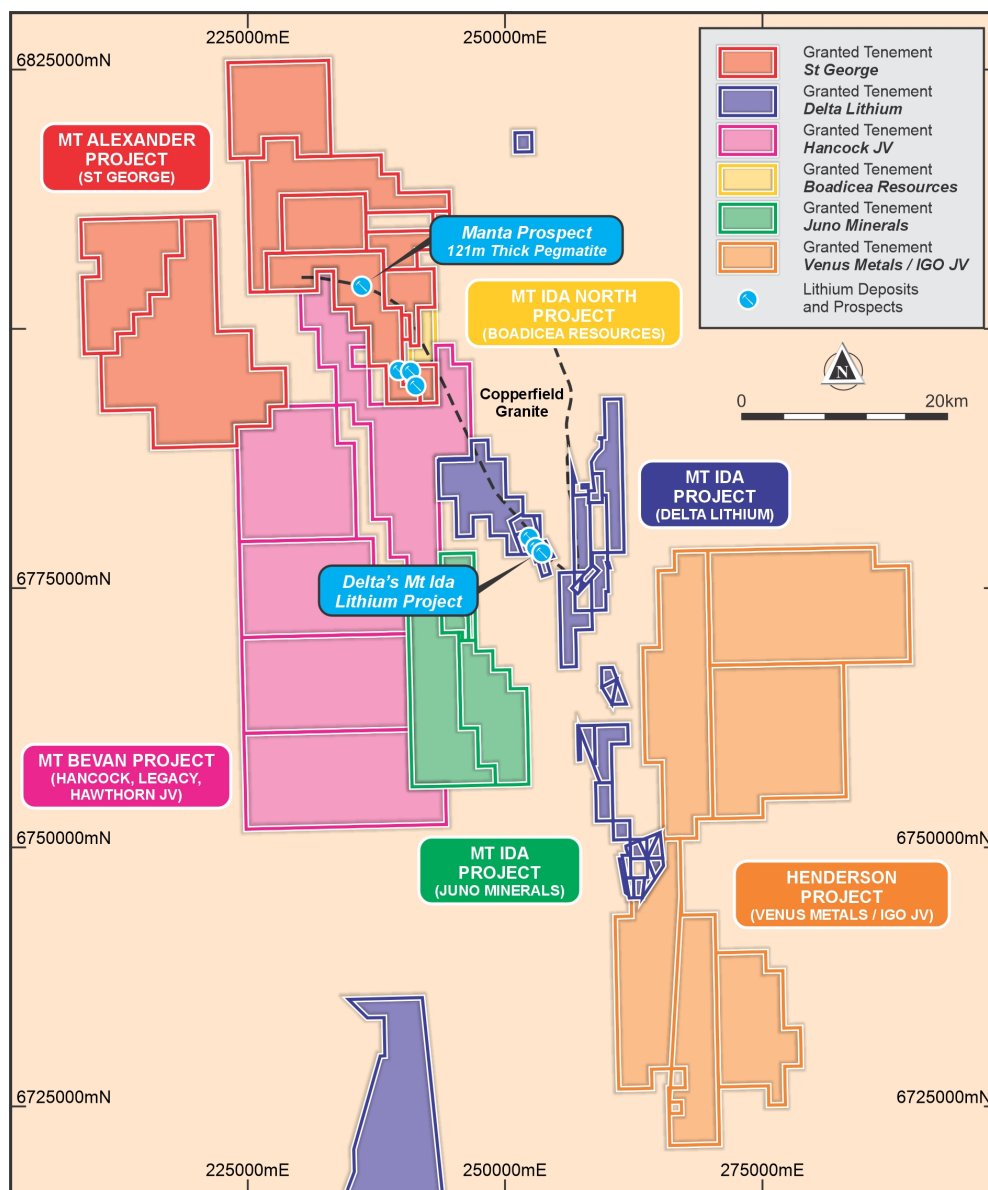 225000mE
250000mE
6825000mN
Granted Tenement
St George
Granted Tenement
Delta Lithium
Granted Tenement
Hancock JV
Granted Tenement
Boadicea Resources
Granted Tenement
Juno Minerals
Granted Tenement
Venus Metals / IGO JV
Lithium Deposits
and Prospects
MT ALEXANDER
PROJECT
(ST GEORGE)
Manta Prospect
121m Thick Pegmatite
MT IDA NORTH
PROJECT
(BOADICEA RESOURCES)
N
0
20km
Copperfield
Granite
MT IDA
PROJECT
(DELTA LITHIUM)
6775000mN
Delta's Mt Ida
Lithium Project
MT BEVAN PROJECT
(HANCOCK, LEGACY,
HAWTHORN JV)
6750000mN
6750000mN
MT IDA
PROJECT
(JUNO MINERALS)
HENDERSON
PROJECT
(VENUS METALS / IGO JV)
6725000mN
6725000mN
225000mE
250000mE
275000mE